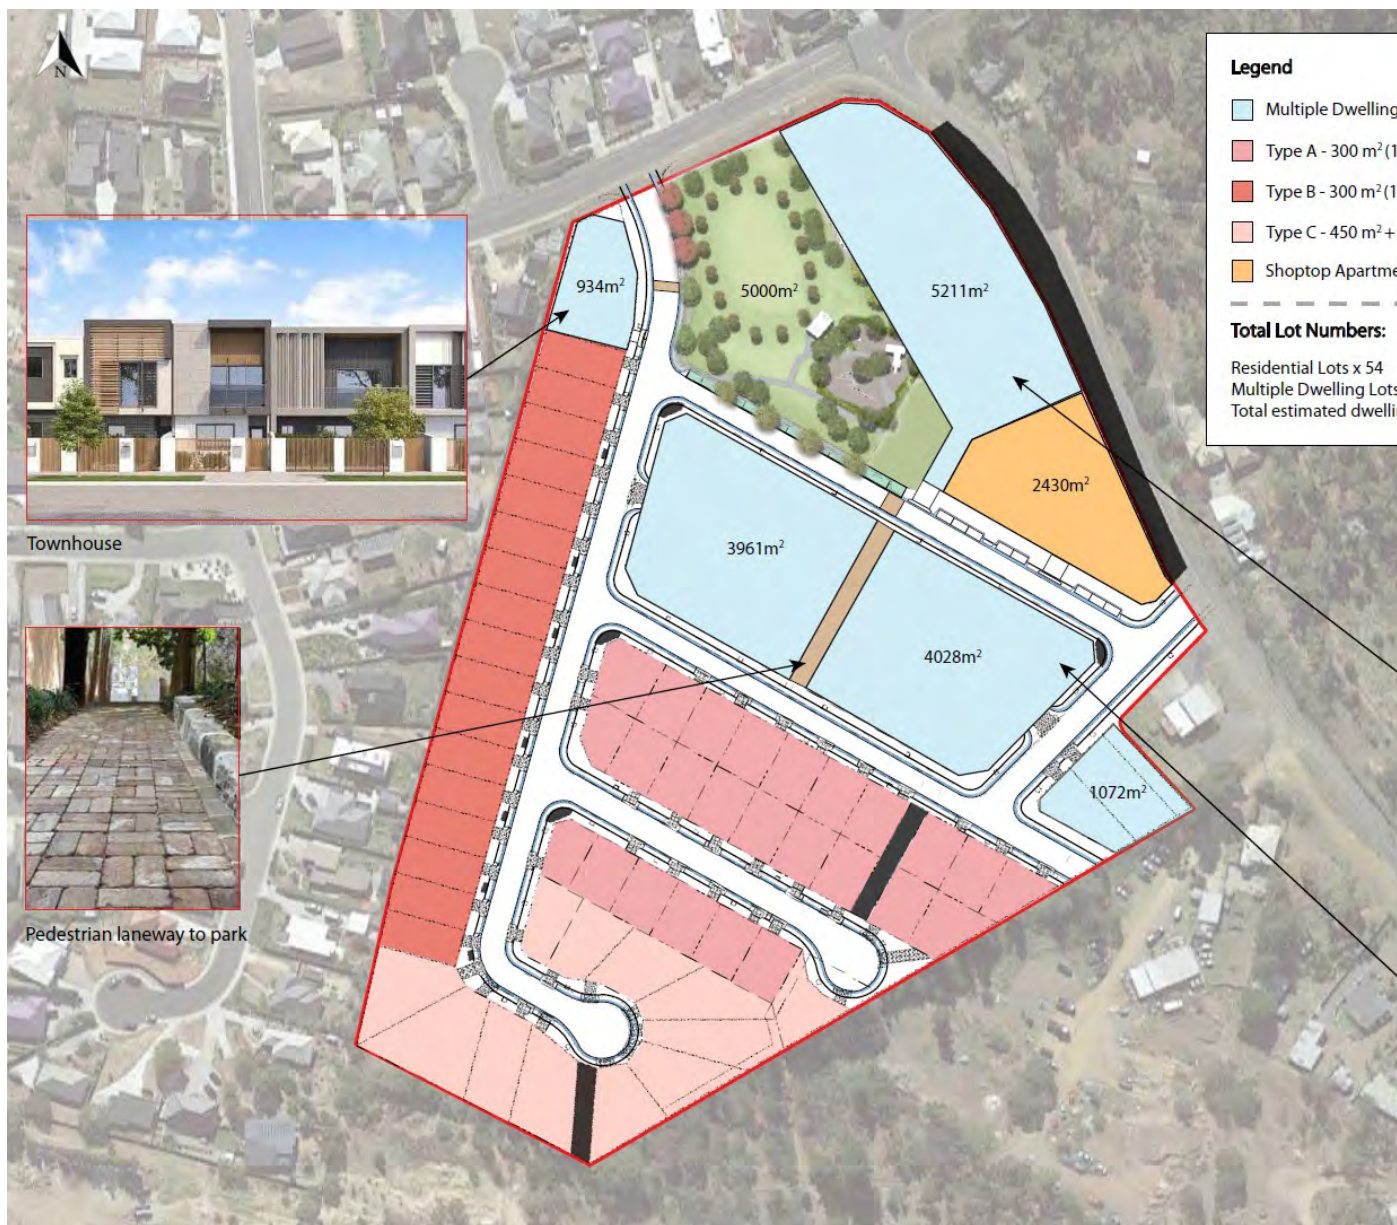 N
Legend
Multiple Dwelling
Type A - 300 m² (1
Type B - 300 m² (1
Type C - 450 m² +
Shoptop Apartme
Total Lot Numbers:
Residential Lots x 54
Multiple Dwelling Lots
Total estimated dwelli
934m²
5000m²
5211m²
2430m²
3961m²
4028m²
1072m²
Townhouse
Pedestrian laneway to park